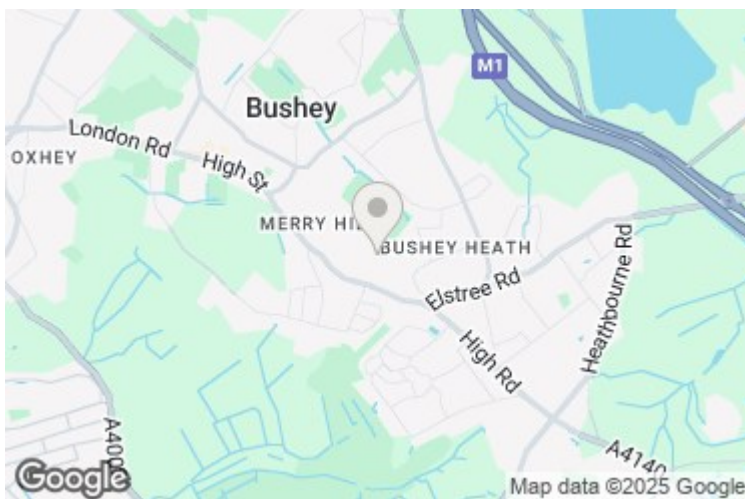 M1
Bushey
London Rd
OXHEY
High St
MERRY HI
BUSHEY HEATH
Elstree Rd
Heathbourne Rd
High Rd
A400
A4140
Google
Map data ©2025 Google